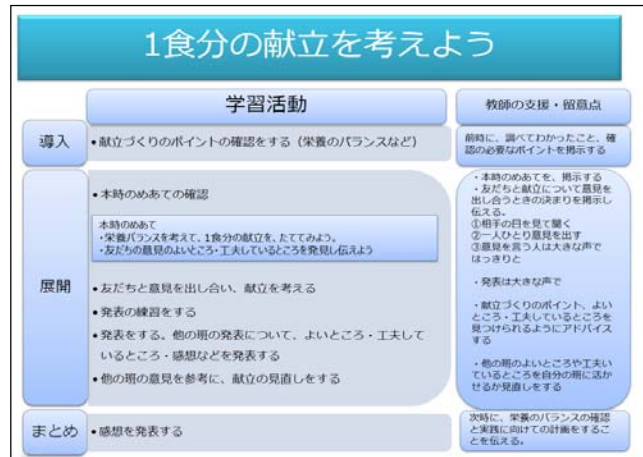 1食分の献立を考えよう
学習活動
教師の支援・留意点
導入
•献立づくりのポイントの確認をする（栄養のバランスなど）
前時に、調べてわかったこと、確
認の必要なポイントを掲示する
展開
•本時のめあての確認
本時のめあて
・栄養バランスを考えて、1食分の献立を、たててみよう。
・友だちの意見のよいところ・工夫しているところを発見し伝えよう
•友だちと意見を出し合い、献立を考える
•発表の練習をする
•発表をする。他の班の発表について、よいところ・工夫して
いるところ・感想などを発表する
•他の班の意見を参考に、献立の見直しをする
・本時のめあてを、掲示する
・友だちと献立について意見を
出し合うときの決まりを掲示し
伝える。
①相手の目を見て聞く
②一人ひとり意見を出す
③意見を言う人は大きな声で
はっきりと
・発表は大きな声で
・献立づくりのポイント、よい
ところ・工夫しているところを
見つけられるようにアドバイス
する
・他の班のよいところや工夫い
ているところを自分の班に活か
せるか見直しをする
まとめ
•感想を発表する
次時に、栄養のバランスの確認
と実践に向けての計画をするこ
とを伝える。